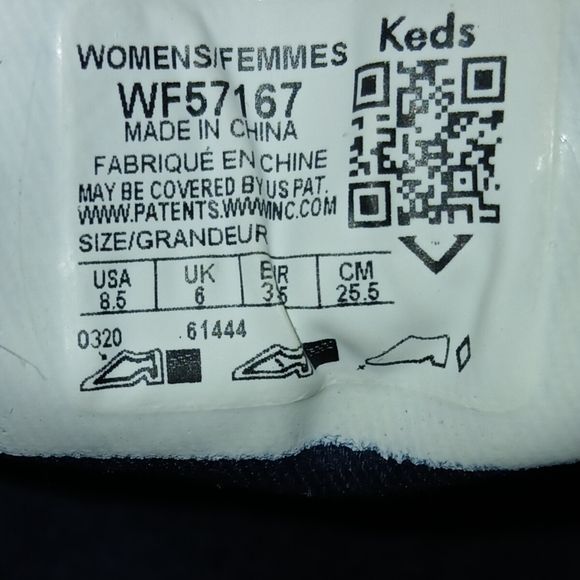 Keds
WOMENS/FEMMES
WF57167
MADE IN CHINA
FABRIQUÉ EN CHINE
MAY BE COVERED BY US PAT.
WWW.PATENTS.WWWINC.COM
SIZE/GRANDEUR
USA UK EUR CM
8.5 6 25.5
0320 61444